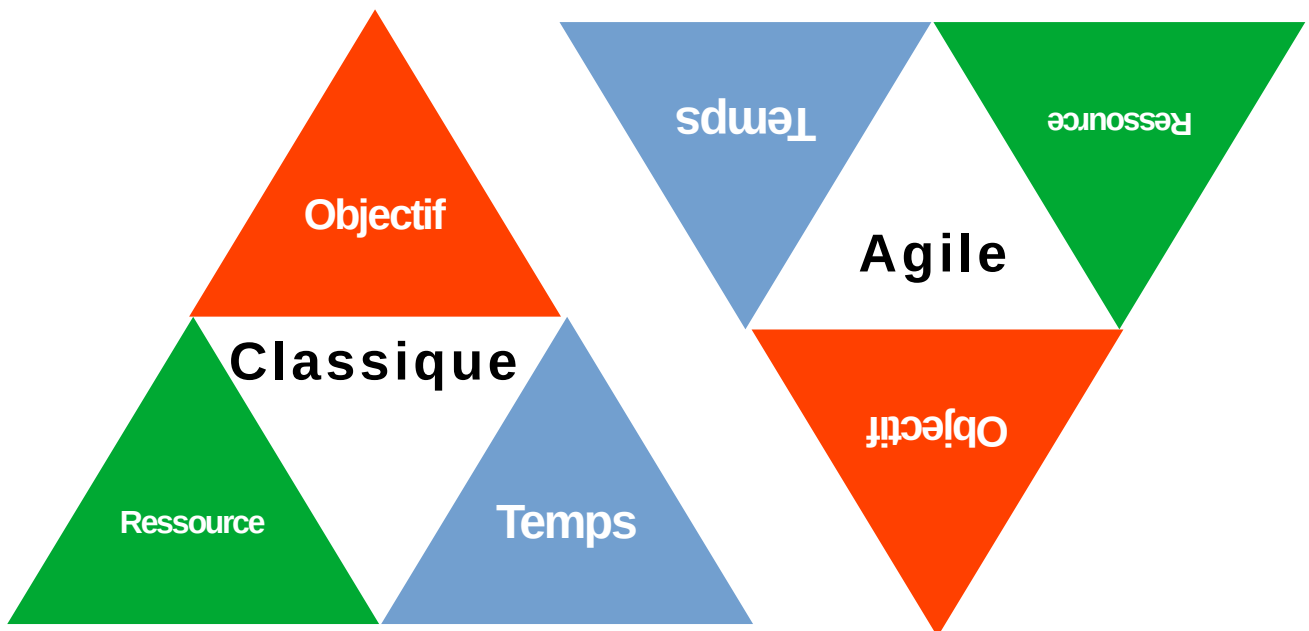 Objectif
Classique
Ressource
Temps
Temps
Ressource
Agile
Objectif